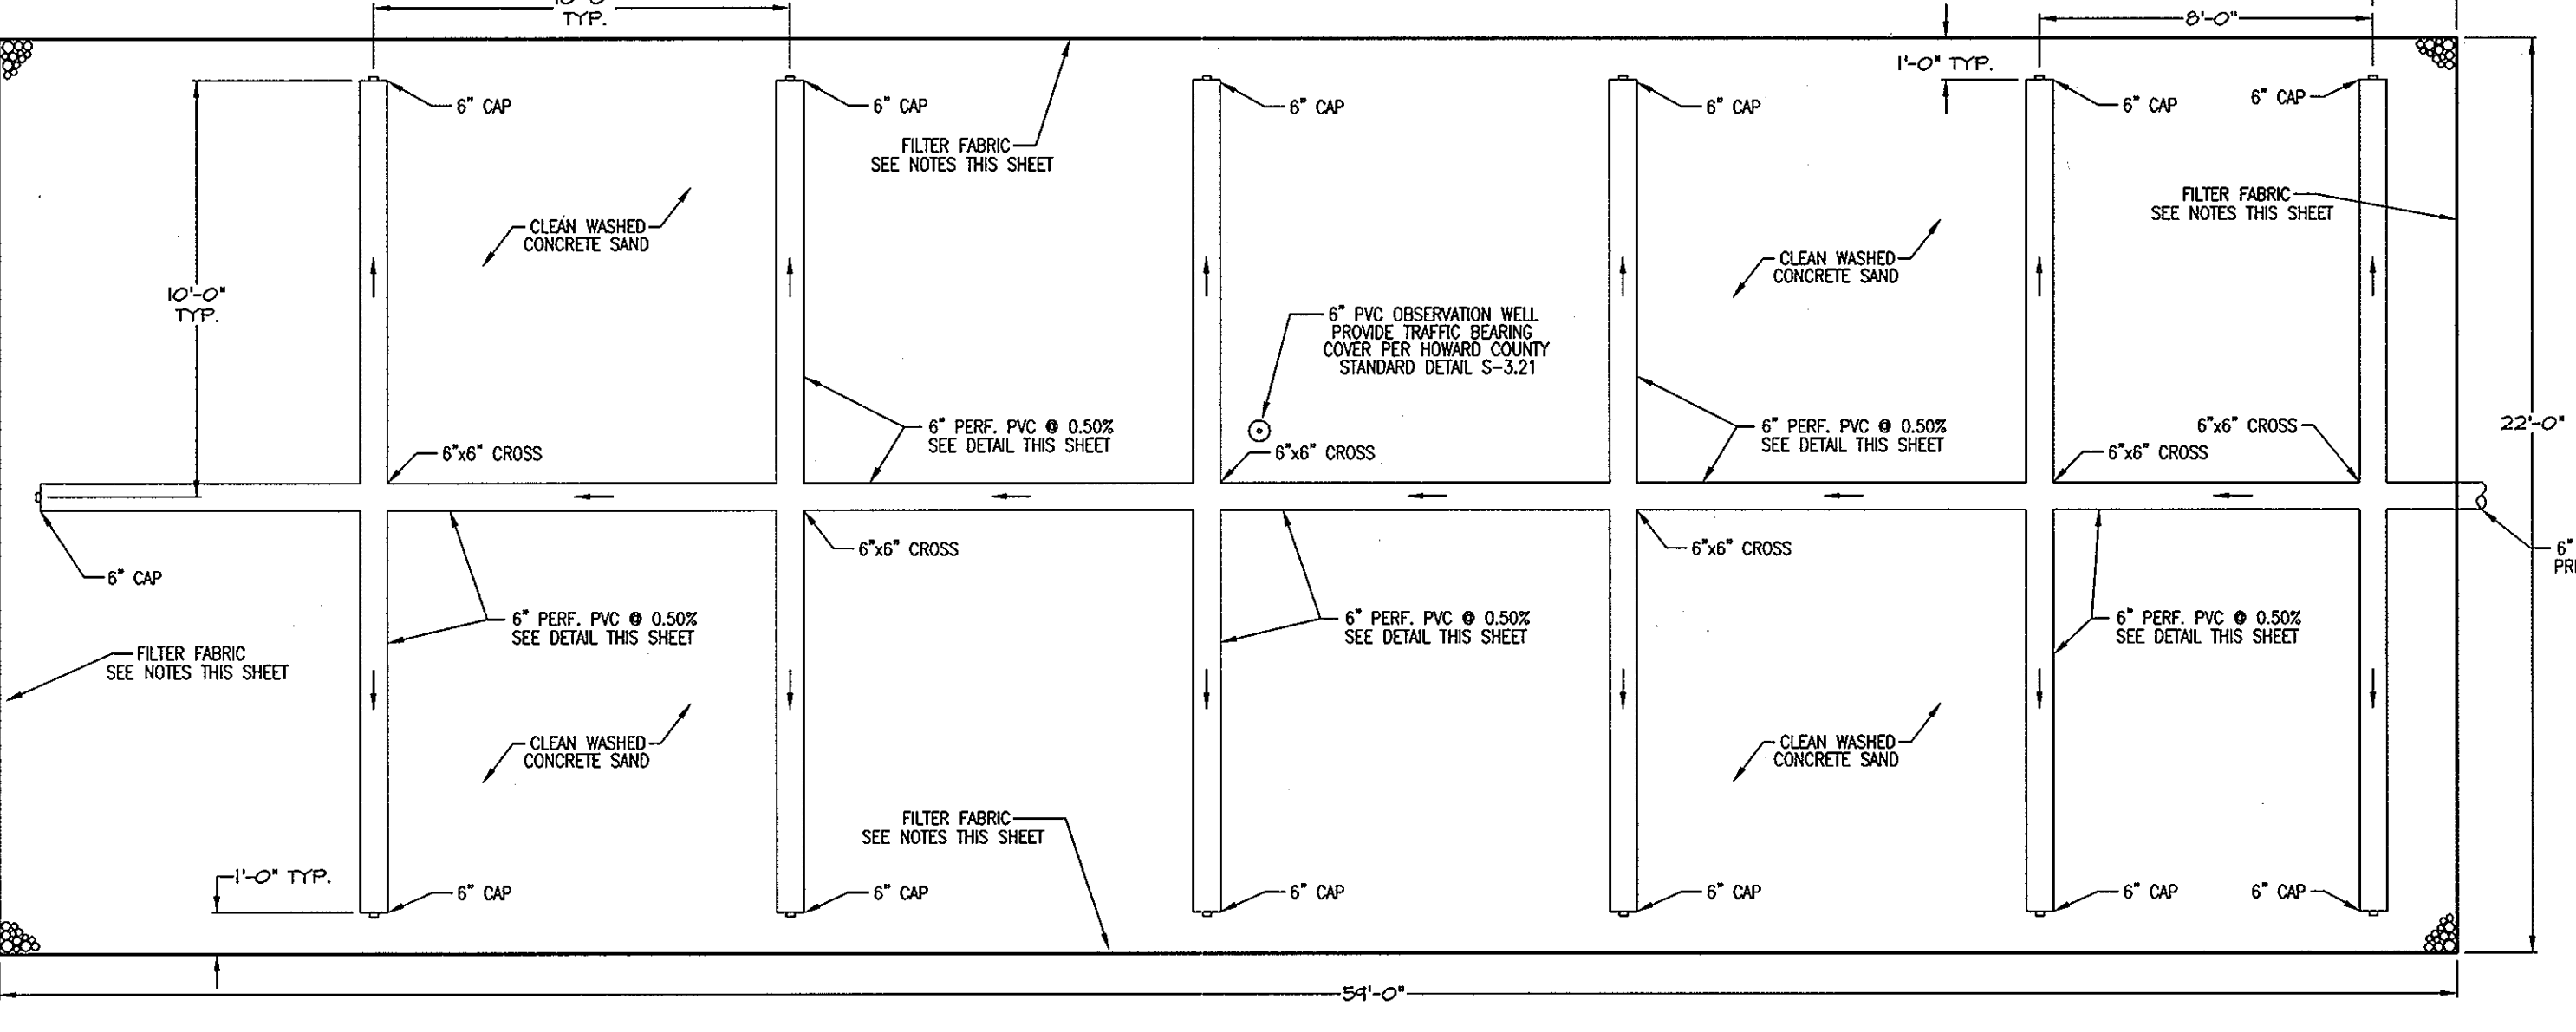 TYP.
8'-0"
1'-0" TYP.
6" CAP
6" CAP
6" CAP
6" CAP
6" CAP
6" CAP
FILTER FABRIC
SEE NOTES THIS SHEET
FILTER FABRIC
SEE NOTES THIS SHEET
CLEAN WASHED
CONCRETE SAND
CLEAN WASHED
CONCRETE SAND
10'-0"
TYP.
6" PVC OBSERVATION WELL
PROVIDE TRAFFIC BEARING
COVER PER HOWARD COUNTY
STANDARD DETAIL S-3.21
6" PERF. PVC @ 0.50%
SEE DETAIL THIS SHEET
6" PERF. PVC @ 0.50%
SEE DETAIL THIS SHEET
22'-0"
6"x6" CROSS
6"x6" CROSS
6"x6" CROSS
6"x6" CROSS
6"x6" CROSS
6"x6" CROSS
6"
6" CAP
6" PERF. PVC @ 0.50%
SEE DETAIL THIS SHEET
6" PERF. PVC @ 0.50%
SEE DETAIL THIS SHEET
6" PERF. PVC @ 0.50%
SEE DETAIL THIS SHEET
FILTER FABRIC
SEE NOTES THIS SHEET
CLEAN WASHED
CONCRETE SAND
CLEAN WASHED
CONCRETE SAND
FILTER FABRIC
SEE NOTES THIS SHEET
1'-0" TYP.
6" CAP
6" CAP
6" CAP
6" CAP
6" CAP
6" CAP
59'-0"